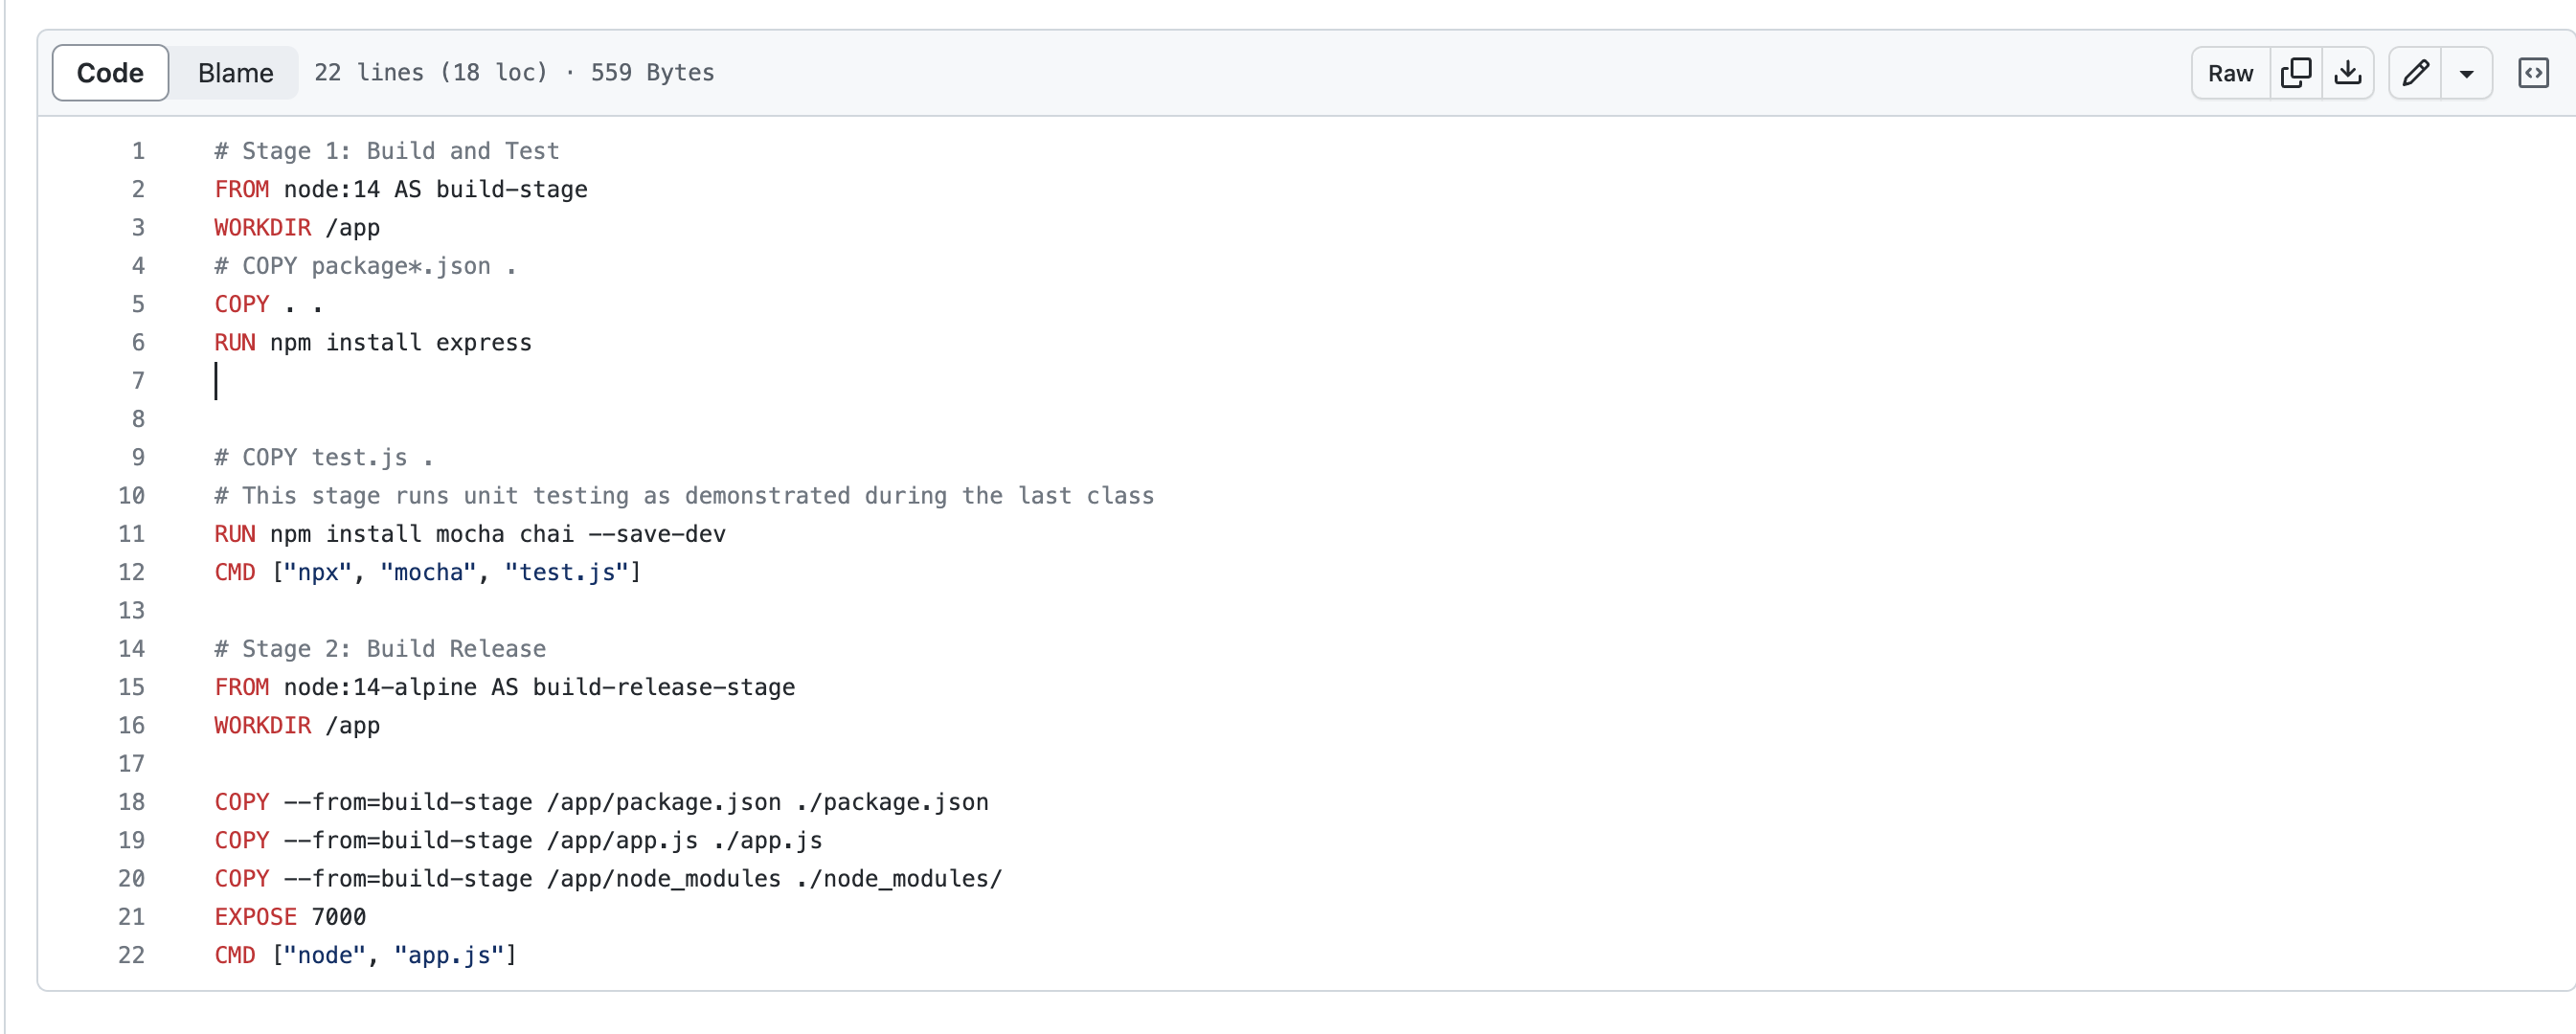 Code Blame 22 lines (18 loc) · 559 Bytes Raw
1 # Stage 1: Build and Test
2 FROM node:14 AS build-stage
3 WORKDIR /app
4 # COPY package*.json .
5 COPY . .
6 RUN npm install express
7
8
9 # COPY test.js .
10 # This stage runs unit testing as demonstrated during the last class
11 RUN npm install mocha chai --save-dev
12 CMD ["npx", "mocha", "test.js"]
13
14 # Stage 2: Build Release
15 FROM node:14-alpine AS build-release-stage
16 WORKDIR /app
17
18 COPY --from=build-stage /app/package.json ./package.json
19 COPY --from=build-stage /app/app.js ./app.js
20 COPY --from=build-stage /app/node_modules ./node_modules/
21 EXPOSE 7000
22 CMD ["node", "app.js"]